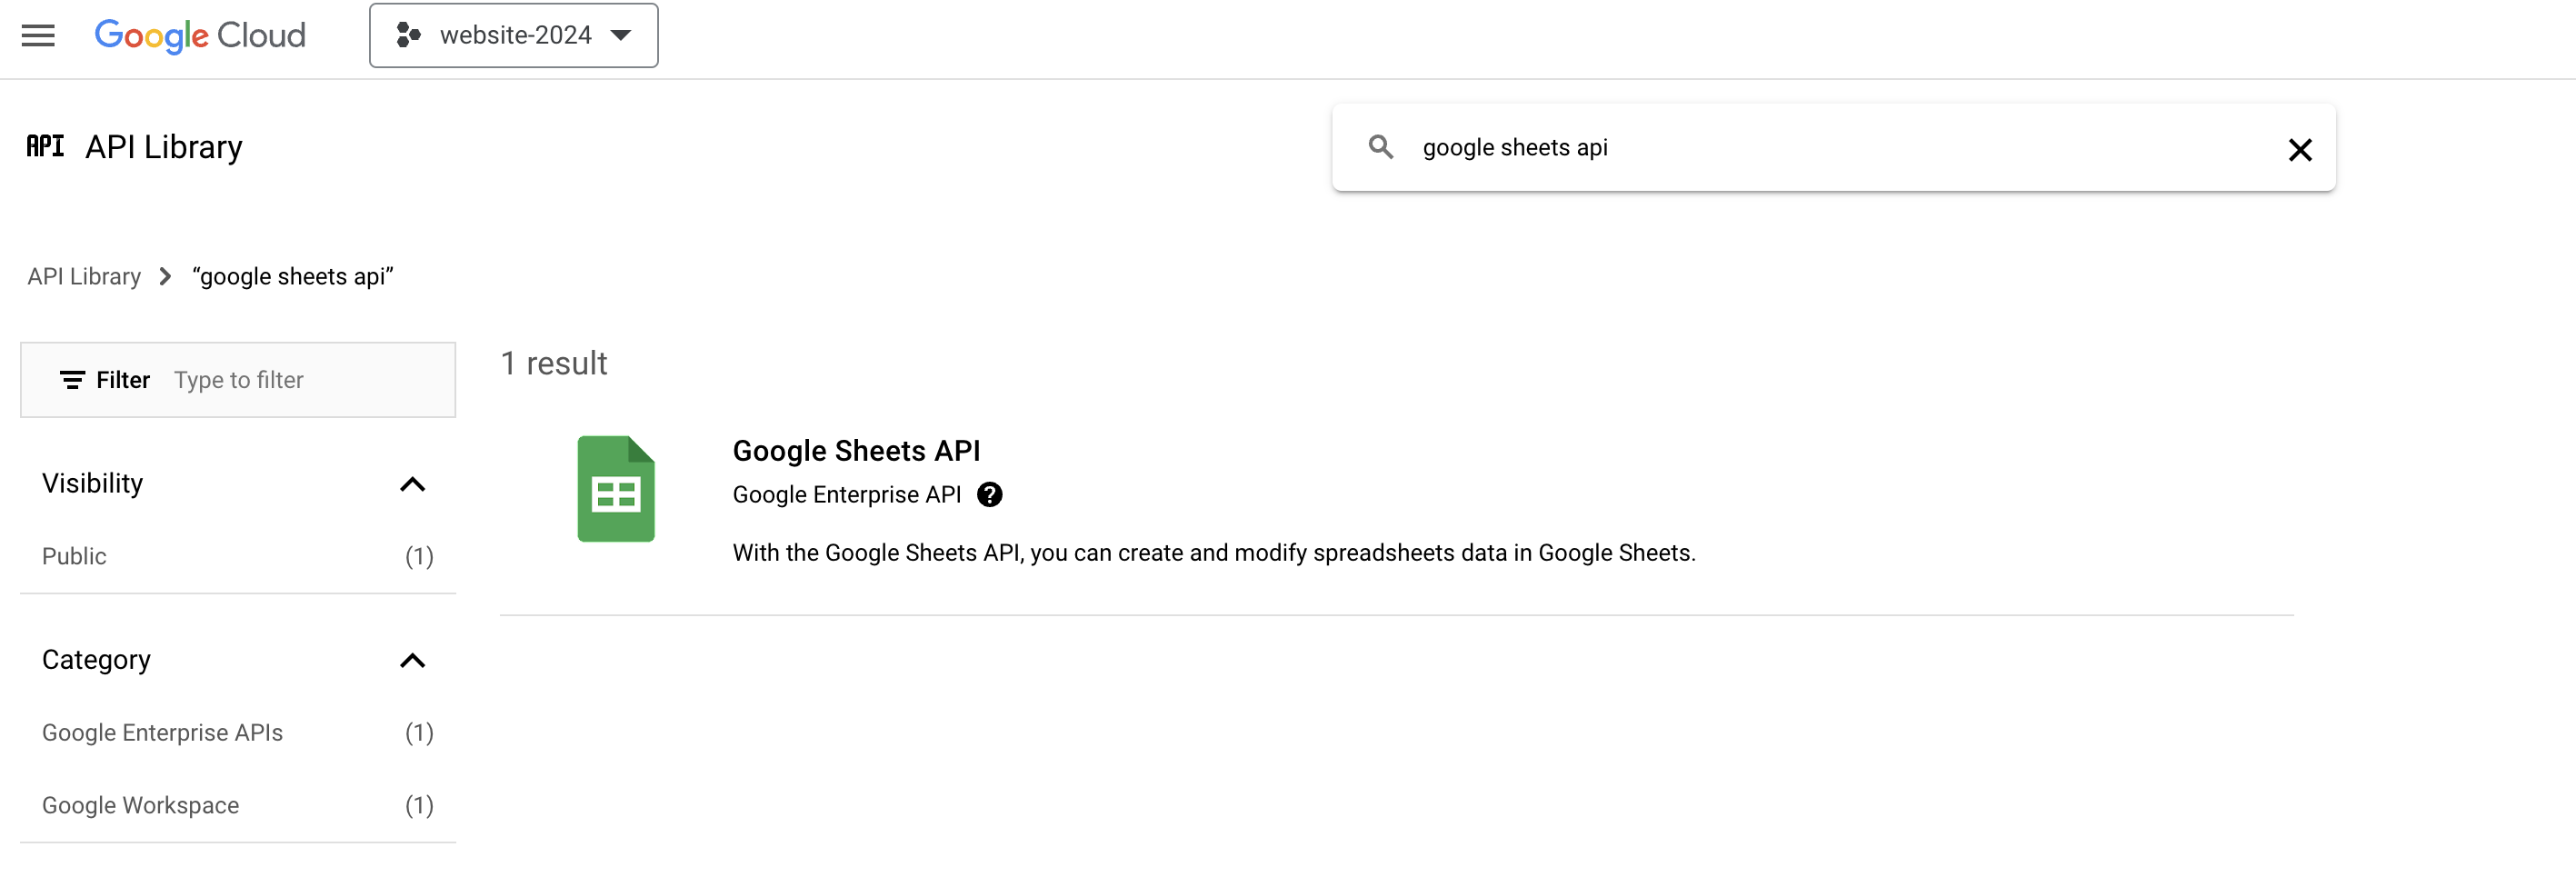 Google Cloud
website-2024
API API Library
google sheets api
API Library “google sheets api”
Filter Type to filter
1 result
Google Sheets API
Google Enterprise API
With the Google Sheets API, you can create and modify spreadsheets data in Google Sheets.
Visibility
Public (1)
Category
Google Enterprise APIs (1)
Google Workspace (1)